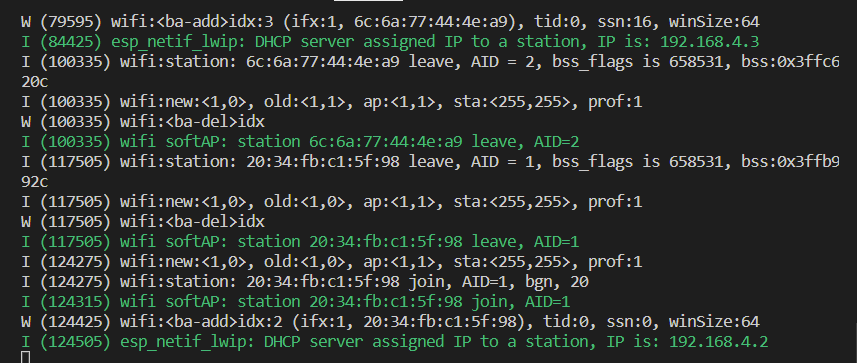 W (79595) wifi:<ba-add>idx:3 (ifx:1, 6c:6a:77:44:4e:a9), tid:0, ssn:16, winSize:64
I (84425) esp_netif_lwip: DHCP server assigned IP to a station, IP is: 192.168.4.3
I (100335) wifi:station: 6c:6a:77:44:4e:a9 leave, AID = 2, bss_flags is 658531, bss:0x3ffc6
20c
I (100335) wifi:new:<1,0>, old:<1,1>, ap:<1,1>, sta:<255,255>, prof:1
W (100335) wifi:<ba-del>idx
I (100335) wifi softAP: station 6c:6a:77:44:4e:a9 leave, AID=2
I (117505) wifi:station: 20:34:fb:c1:5f:98 leave, AID = 1, bss_flags is 658531, bss:0x3ffb9
92c
I (117505) wifi:new:<1,0>, old:<1,0>, ap:<1,1>, sta:<255,255>, prof:1
W (117505) wifi:<ba-del>idx
I (117505) wifi softAP: station 20:34:fb:c1:5f:98 leave, AID=1
I (124275) wifi:new:<1,0>, old:<1,0>, ap:<1,1>, sta:<255,255>, prof:1
I (124275) wifi:station: 20:34:fb:c1:5f:98 join, AID=1, bgn, 20
I (124315) wifi softAP: station 20:34:fb:c1:5f:98 join, AID=1
W (124425) wifi:<ba-add>idx:2 (ifx:1, 20:34:fb:c1:5f:98), tid:0, ssn:0, winSize:64
I (124505) esp_netif_lwip: DHCP server assigned IP to a station, IP is: 192.168.4.2